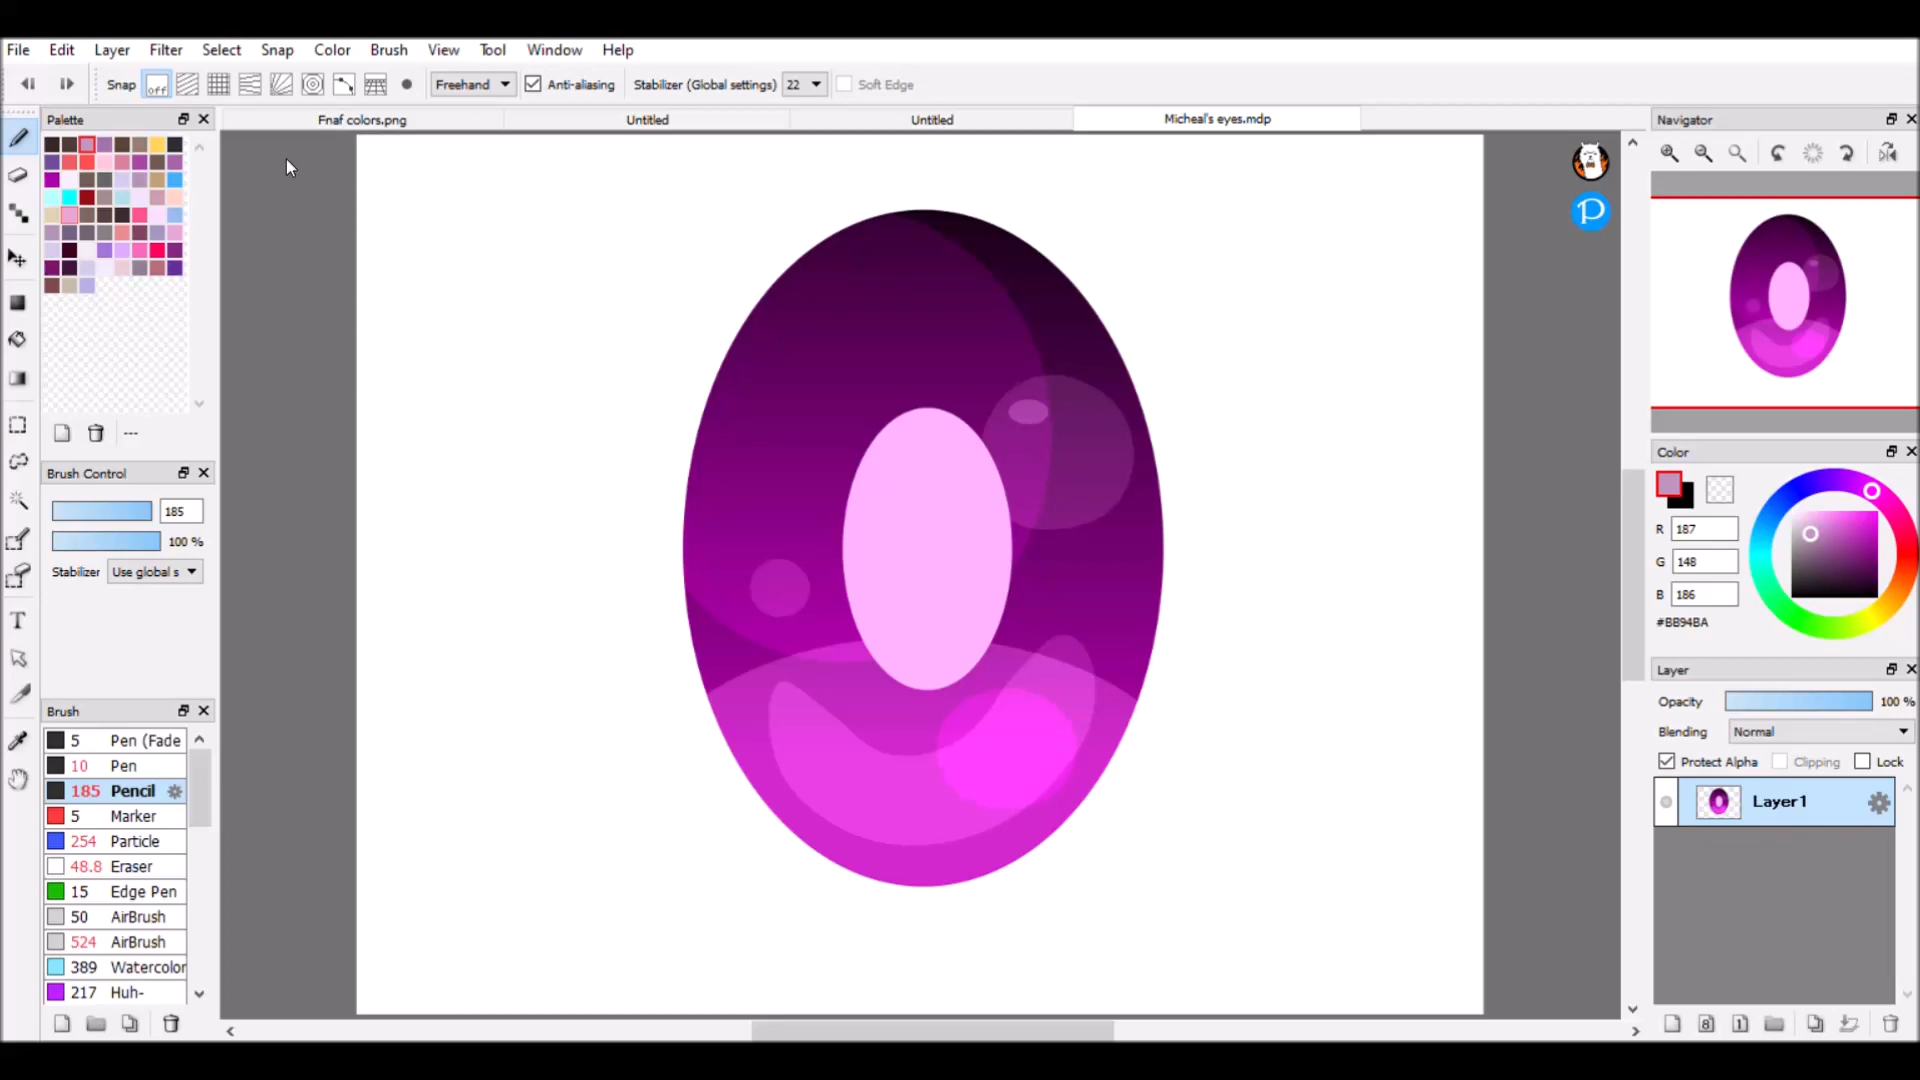 File Edit Layer Filter Select Snap Color Brush View Tool Window Help
Snap off Freehand Anti-aliasing Stabilizer (Global settings) 22 Soft Edge
Palette
Fnaf colors.png Untitled Untitled Micheal's eyes.mdp
Navigator
P
---
Brush Control
185
100 %
Stabilizer Use global s
Brush
5 Pen (Fade
10 Pen
185 Pencil
5 Marker
254 Particle
48.8 Eraser
15 Edge Pen
50 AirBrush
524 AirBrush
389 Watercolor
217 Huh-
Color
R 187
G 148
B 186
#BB94BA
Layer
Opacity 100 %
Blending Normal
Protect Alpha Clipping Lock
Layer1
8 1